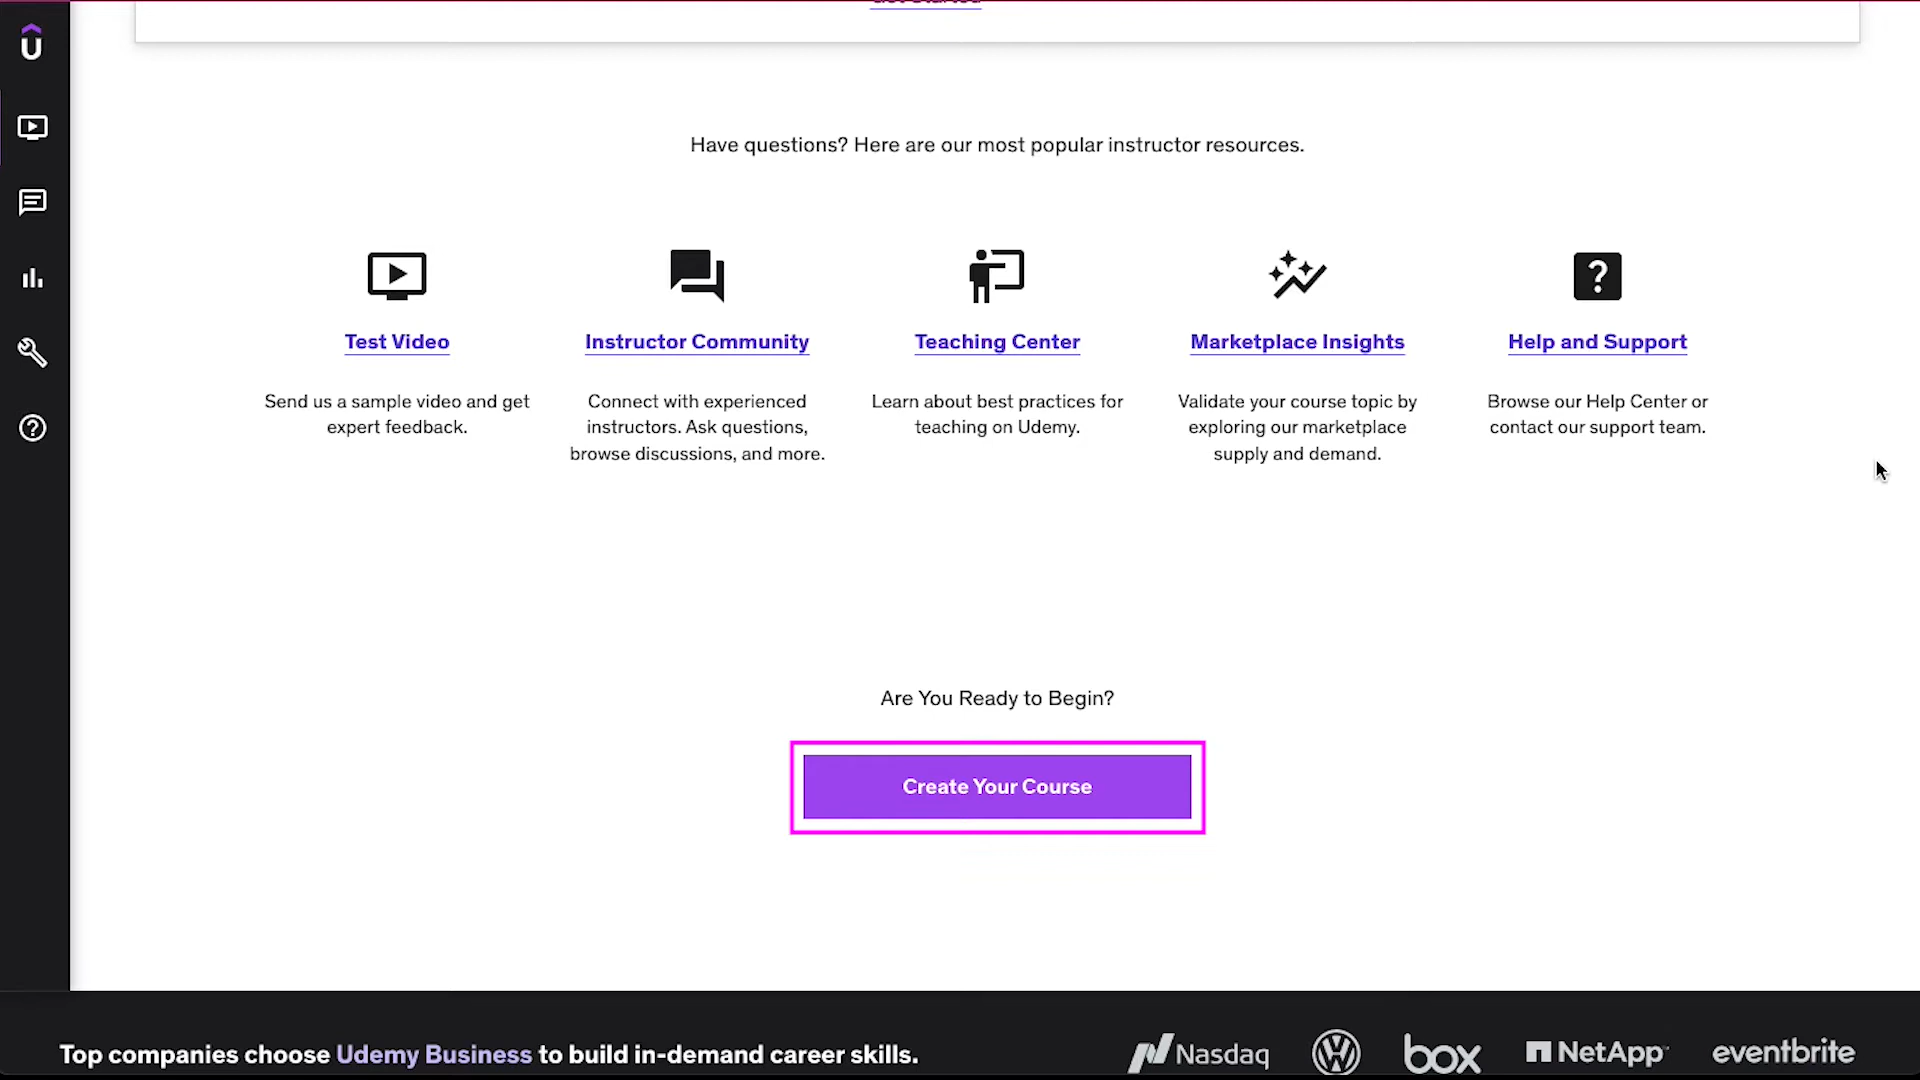 Get Started
Have questions? Here are our most popular instructor resources.
Test Video
Send us a sample video and get
expert feedback.
Instructor Community
Connect with experienced
instructors. Ask questions,
browse discussions, and more.
Teaching Center
Learn about best practices for
teaching on Udemy.
Marketplace Insights
Validate your course topic by
exploring our marketplace
supply and demand.
Help and Support
Browse our Help Center or
contact our support team.
Are You Ready to Begin?
Create Your Course
Top companies choose Udemy Business to build in-demand career skills.
Nasdaq
box
NetApp
eventbrite